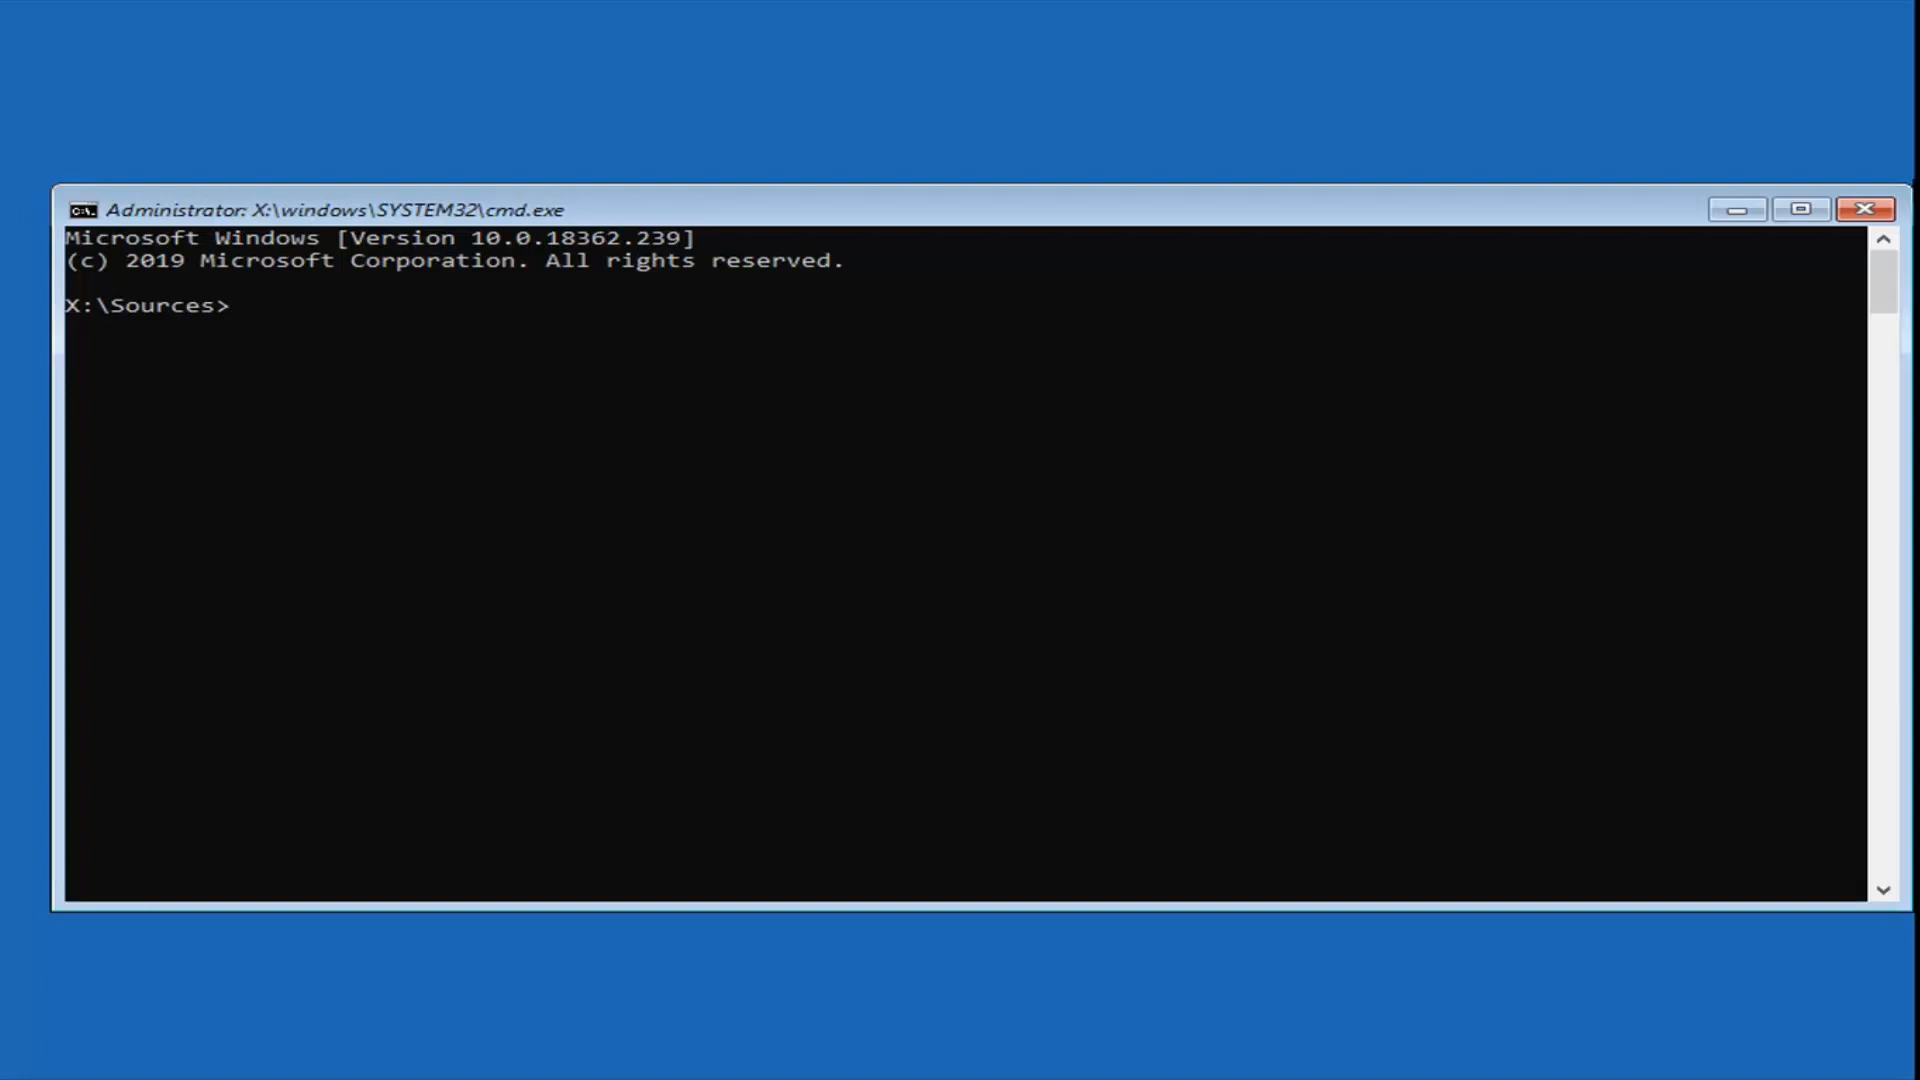 Administrator: X:\windows\SYSTEM32\cmd.exe
Microsoft Windows [Version 10.0.18362.239]
(c) 2019 Microsoft Corporation. All rights reserved.
X:\Sources>